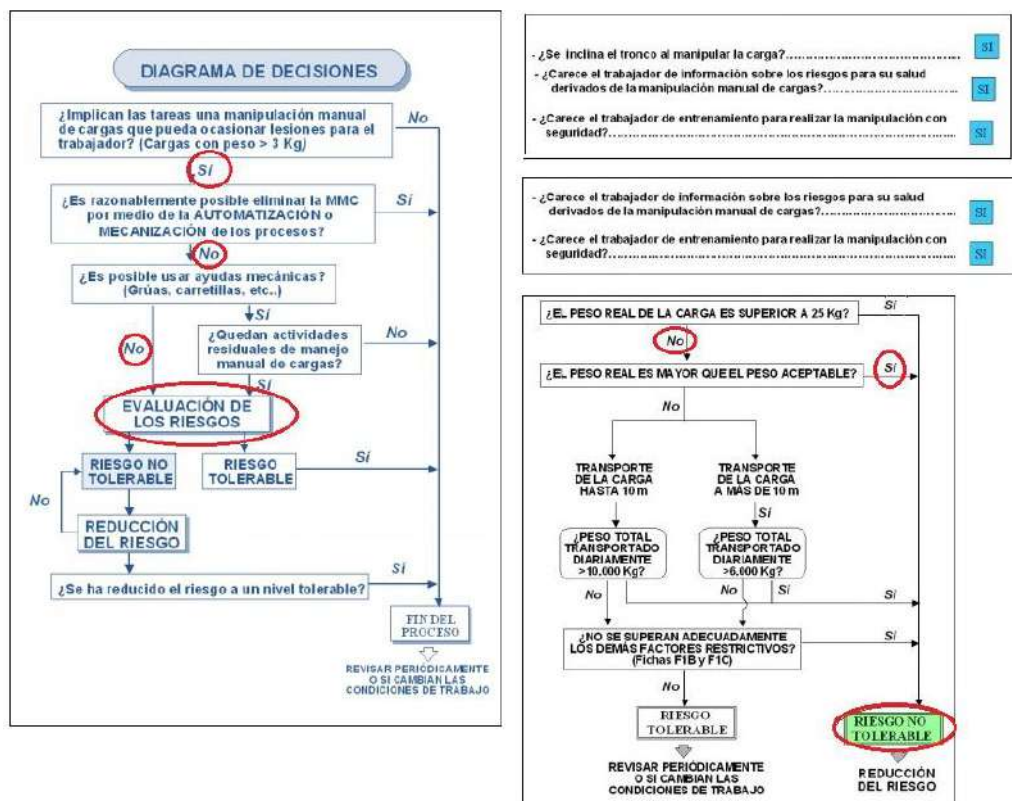 DIAGRAMA DE DECISIONES
¿Implican las tareas una manipulación manual
de cargas que pueda ocasionar lesiones para el
trabajador? (Cargas con peso > 3 Kg)
No
Sí
¿Es razonablemente posible eliminar la MMC
por medio de la AUTOMATIZACIÓN o
MECANIZACIÓN de los procesos?
Sí
No
¿Es posible usar ayudas mecánicas?
(Grúas, carretillas, etc..)
Sí
No
¿Quedan actividades
residuales de manejo
manual de cargas?
No
Sí
EVALUACIÓN DE
LOS RIESGOS
RIESGO NO
TOLERABLE
RIESGO
TOLERABLE
Sí
No
REDUCCIÓN
DEL RIESGO
¿Se ha reducido el riesgo a un nivel tolerable?
Sí
FIN DEL
PROCESO
REVISAR PERIÓDICAMENTE
O SI CAMBIAN LAS
CONDICIONES DE TRABAJO
- ¿Se inclina el tronco al manipular la carga?.......... SI
- ¿Carece el trabajador de información sobre los riesgos para su salud
derivados de la manipulación manual de cargas?.......... SI
- ¿Carece el trabajador de entrenamiento para realizar la manipulación con
seguridad?.......... SI
- ¿Carece el trabajador de información sobre los riesgos para su salud
derivados de la manipulación manual de cargas?.......... SI
- ¿Carece el trabajador de entrenamiento para realizar la manipulación con
seguridad?.......... SI
¿EL PESO REAL DE LA CARGA ES SUPERIOR A 25 Kg?
Sí
No
¿EL PESO REAL ES MAYOR QUE EL PESO ACEPTABLE?
Sí
No
TRANSPORTE
DE LA CARGA
HASTA 10 m
TRANSPORTE
DE LA CARGA
A MÁS DE 10 m
Sí
¿PESO TOTAL
TRANSPORTADO
DIARIAMENTE
>10.000 Kg?
¿PESO TOTAL
TRANSPORTADO
DIARIAMENTE
>6.000 Kg?
No
No
Sí
Sí
¿NO SE SUPERAN ADECUADAMENTE
LOS DEMÁS FACTORES RESTRICTIVOS?
(Fichas F1B y F1C)
Sí
No
RIESGO
TOLERABLE
RIESGO NO
TOLERABLE
REVISAR PERIÓDICAMENTE
O SI CAMBIAN LAS
CONDICIONES DE TRABAJO
REDUCCIÓN
DEL RIESGO